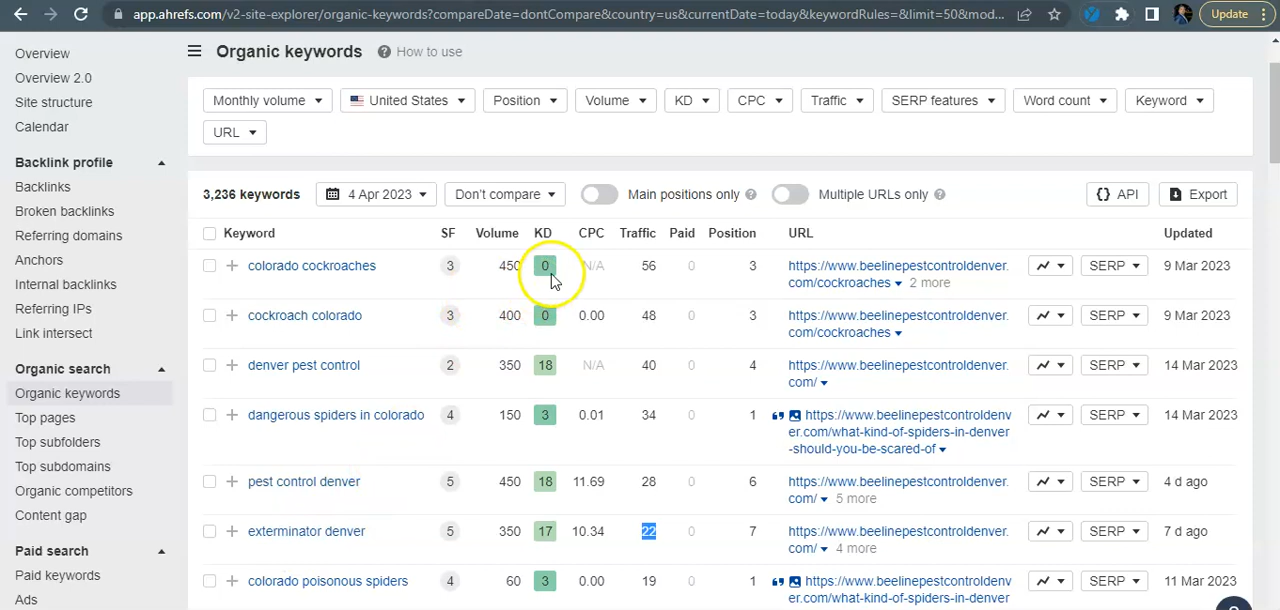 app.ahrefs.com/v2-site-explorer/organic-keywords?compareDate=dontCompare&country=us&currentDate=today&keywordRules=&limit=50&mod... Update
Overview
Overview 2.0
Site structure
Calendar
Backlink profile
Backlinks
Broken backlinks
Referring domains
Anchors
Internal backlinks
Referring IPs
Link intersect
Organic search
Organic keywords
Top pages
Top subfolders
Top subdomains
Organic competitors
Content gap
Paid search
Paid keywords
Ads
Organic keywords ? How to use
Monthly volume United States Position Volume KD CPC Traffic SERP features Word count Keyword
URL
3,236 keywords 4 Apr 2023 Don't compare Main positions only ? Multiple URLs only ? {} API Export
Keyword SF Volume KD CPC Traffic Paid Position URL Updated
+ colorado cockroaches 3 450 0 N/A 56 0 3 https://www.beelinepestcontroldenver. SERP 9 Mar 2023
com/cockroaches 2 more
+ cockroach colorado 3 400 0 0.00 48 0 3 https://www.beelinepestcontroldenver. SERP 9 Mar 2023
com/cockroaches
+ denver pest control 2 350 18 N/A 40 0 4 https://www.beelinepestcontroldenver. SERP 14 Mar 2023
com/
+ dangerous spiders in colorado 4 150 3 0.01 34 0 1 https://www.beelinepestcontroldenv SERP 14 Mar 2023
er.com/what-kind-of-spiders-in-denver
-should-you-be-scared-of
+ pest control denver 5 450 18 11.69 28 0 6 https://www.beelinepestcontroldenver. SERP 4 d ago
com/ 5 more
+ exterminator denver 5 350 17 10.34 22 0 7 https://www.beelinepestcontroldenver. SERP 7 d ago
com/ 4 more
+ colorado poisonous spiders 4 60 3 0.00 19 0 1 https://www.beelinepestcontroldenv SERP 11 Mar 2023
er.com/what-kind-of-spiders-in-denver